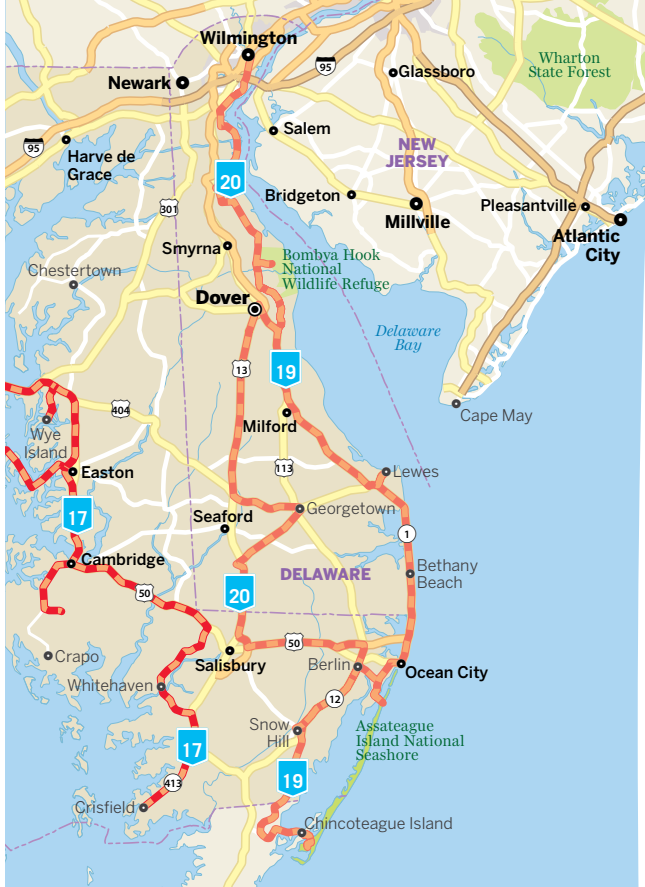 Wilmington
95
Glassboro
Wharton
State Forest
Newark
Salem
95
Harve de
Grace
NEW
JERSEY
20
Bridgeton
301
Millville
Pleasantville
Atlantic
City
Smyrna
Bombya Hook
National
Wildlife Refuge
Chestertown
Dover
Delaware
Bay
13
19
404
Cape May
Milford
Wye
Island
113
Lewes
Easton
Georgetown
17
Seaford
1
Cambridge
Bethany
Beach
DELAWARE
50
20
50
Crapo
Salisbury
Berlin
Ocean City
Whitehaven
12
Snow
Hill
Assateague
Island National
Seashore
17
19
413
Crisfield
Chincoteague Island